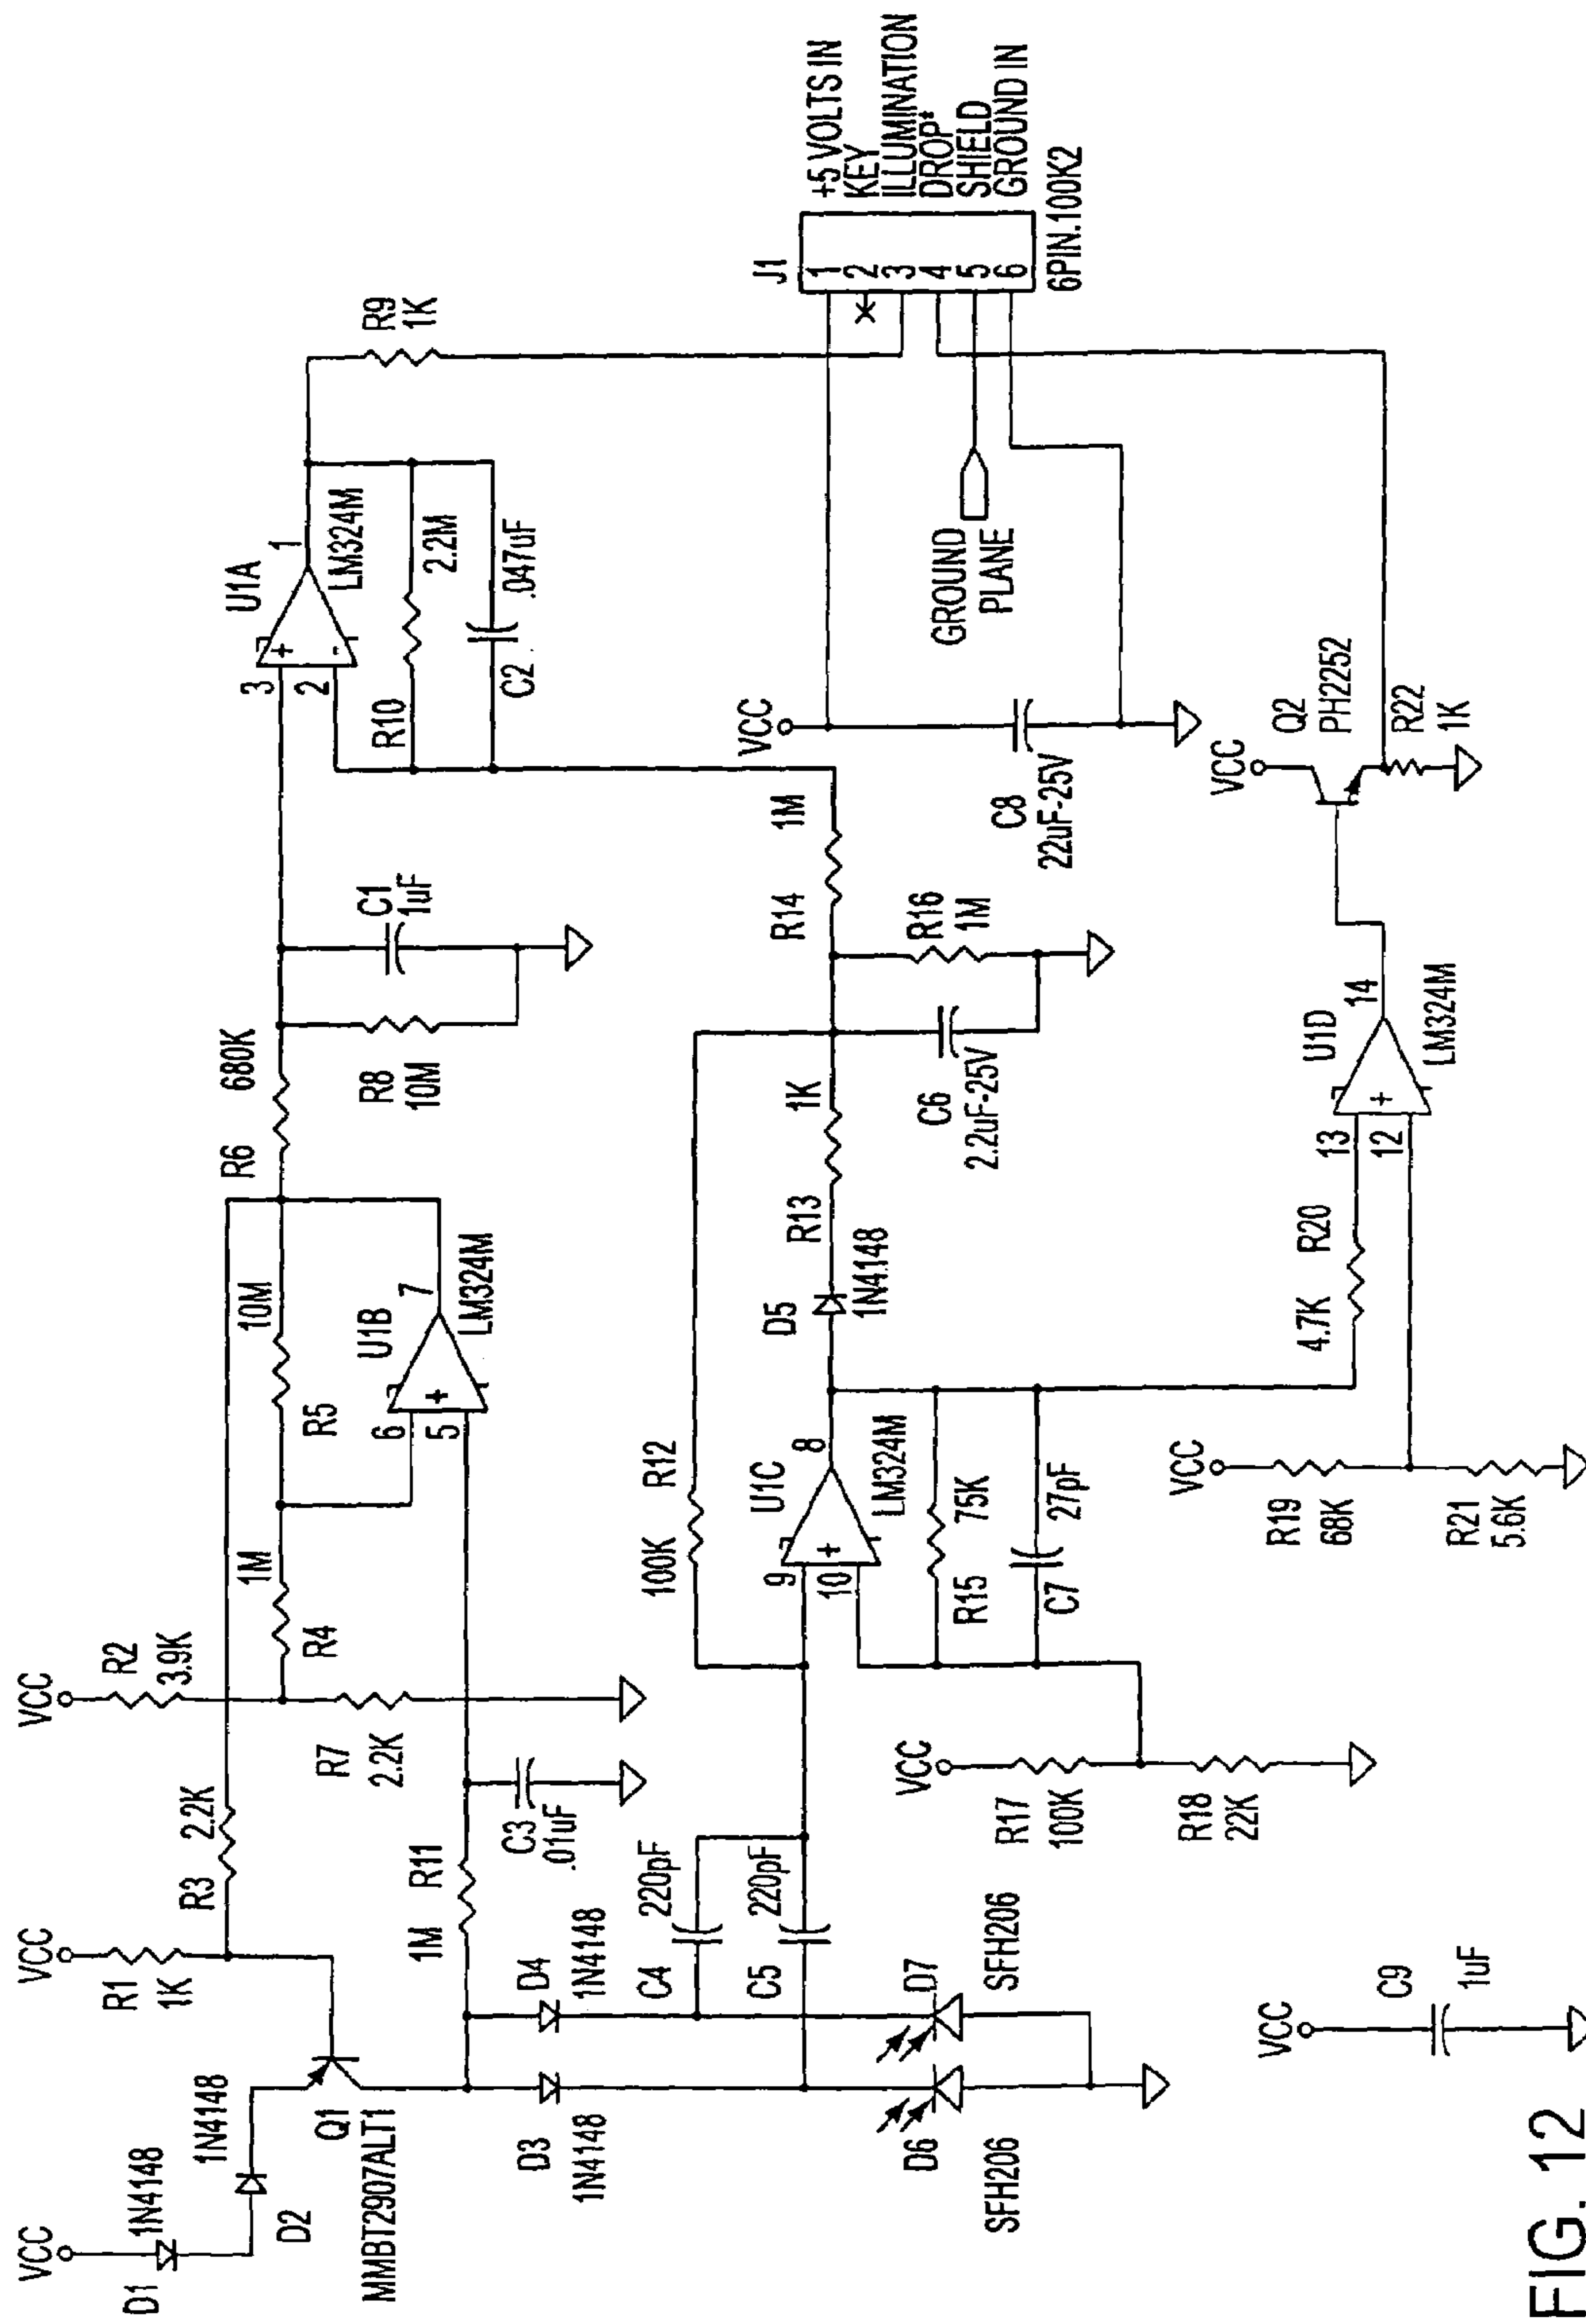 VCC
D1
1N4148
1N4148
D2
Q1
MMBT2907ALT1
VCC
R1
1K
R3
2.2K
VCC
R2
3.9K
R7
2.2K
R4
1M
R5
10M
6
5
U1B
7
LM324M
R6
680K
R8
10M
C1
1uF
3
2
+
-
U1A
1
LM324M
R10
2.2M
C2
.047uF
R9
1K
1M
R11
C3
.01uF
D3
1N4148
D4
1N4148
C4
220pF
C5
220pF
D6
SFH206
D7
SFH206
100K
R12
9
10
+
U1C
8
LM324M
R15
75K
C7
27pF
VCC
R17
100K
R18
22K
D5
1N4148
R13
1K
C6
2.2uF-25V
R14
1M
R16
1M
VCC
C8
22uF-25V
GROUND
PLANE
J1
1
2
3
4
5
6
+5 VOLTS IN
KEY
ILLUMINATION
DROP*
SHIELD
GROUND IN
6PIN.100K2
VCC
R19
68K
R21
5.6K
4.7K
R20
13
12
+
U1D
14
LM324M
VCC
Q2
PH2252
R22
1K
VCC
C9
1uF
+
FIG. 12